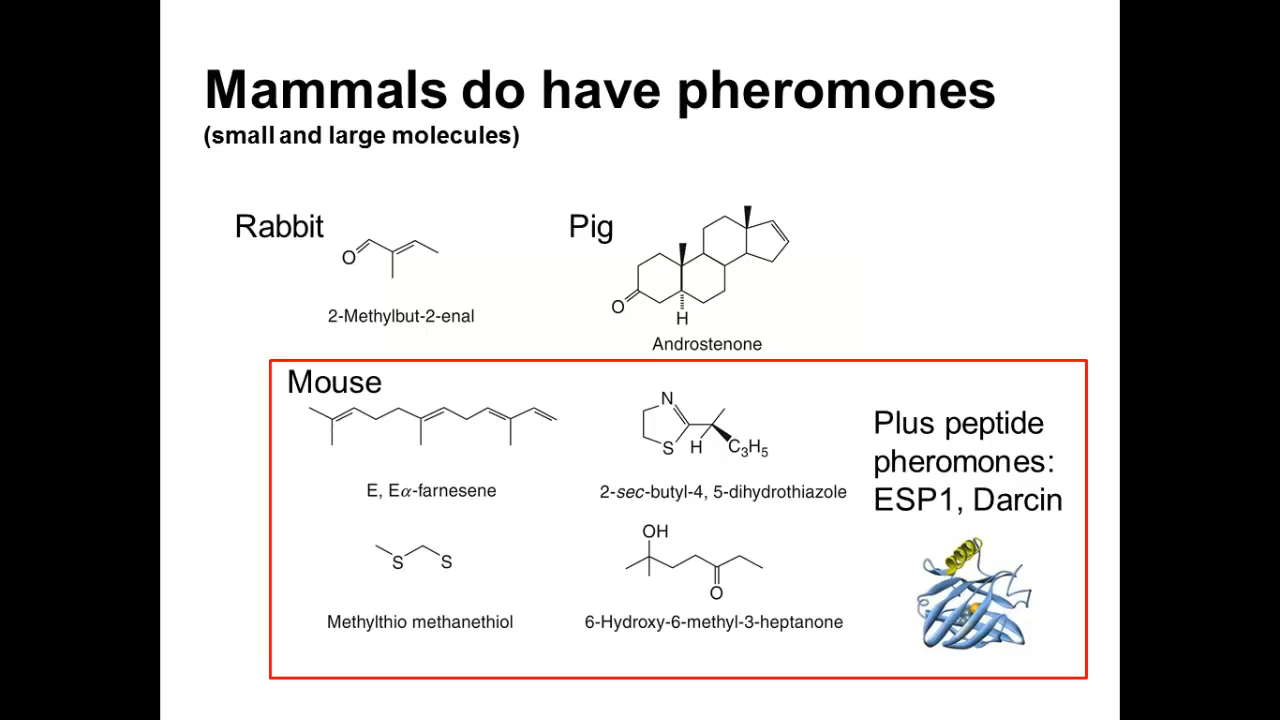 Mammals do have pheromones
(small and large molecules)
Rabbit
O
2-Methylbut-2-enal
Pig
O
H
Androstenone
Mouse
E, Eα-farnesene
N
S
H
C₃H₅
2-sec-butyl-4, 5-dihydrothiazole
Plus peptide
pheromones:
ESP1, Darcin
S
S
Methylthio methanethiol
OH
O
6-Hydroxy-6-methyl-3-heptanone